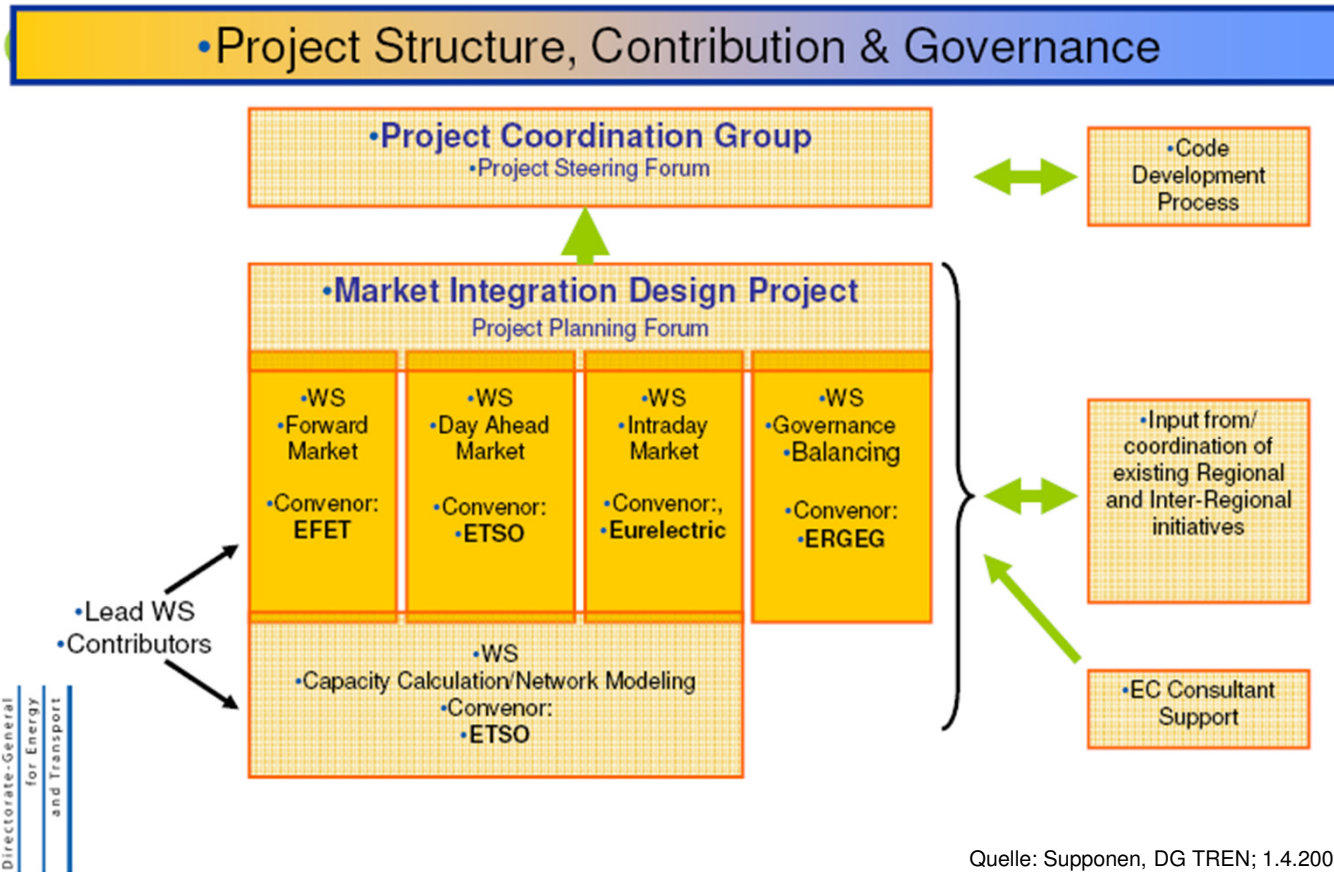 •Project Structure, Contribution & Governance
•Project Coordination Group
•Project Steering Forum
•Code
Development
Process
•Market Integration Design Project
Project Planning Forum
•WS
•Forward
Market
•Convenor:
EFET
•WS
•Day Ahead
Market
•Convenor:
•ETSO
•WS
•Intraday
Market
•Convenor:,
•Eurelectric
•WS
•Governance
•Balancing
•Convenor:
•ERGEG
•Input from/
coordination of
existing Regional
and Inter-Regional
initiatives
•Lead WS
•Contributors
•WS
•Capacity Calculation/Network Modeling
•Convenor:
•ETSO
•EC Consultant
Support
Directorate-General
for Energy
and Transport
Quelle: Supponen, DG TREN; 1.4.200